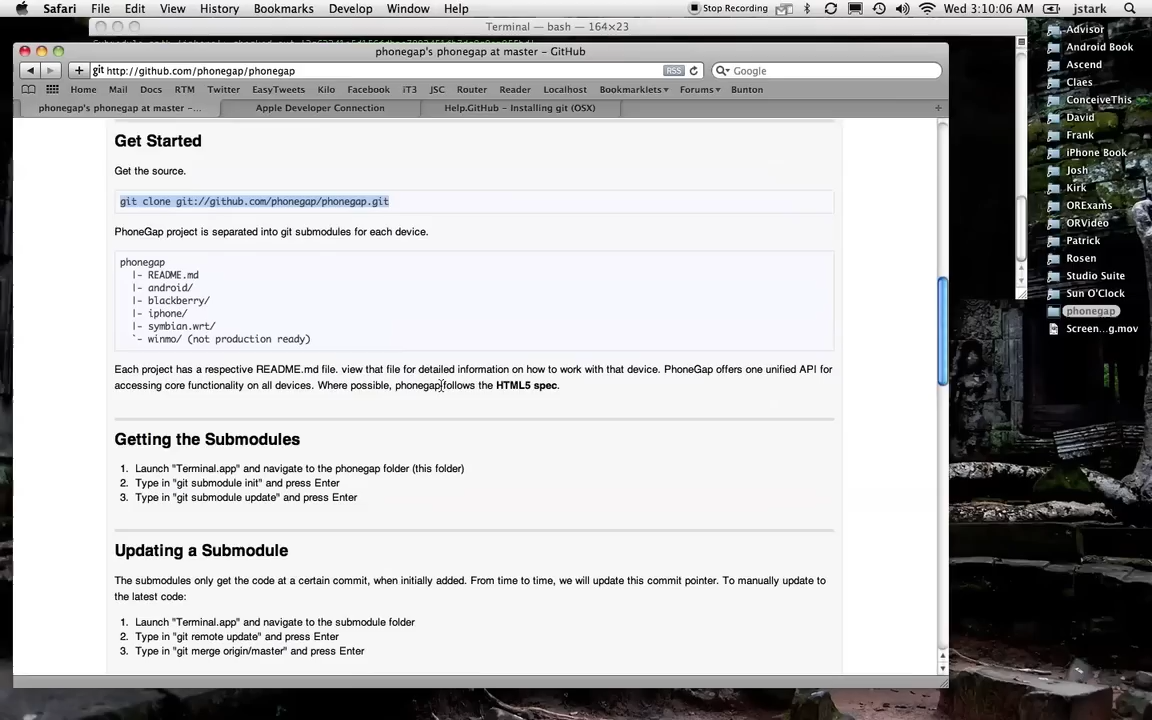 Safari File Edit View History Bookmarks Develop Window Help Stop Recording Wed 3:10:06 AM jstark
Terminal — bash — 164×23
phonegap's phonegap at master – GitHub
git http://github.com/phonegap/phonegap RSS Google
Home Mail Docs RTM Twitter EasyTweets Kilo Facebook iT3 JSC Router Reader Localhost Bookmarklets Forums Bunton
phonegap's phonegap at master –... Apple Developer Connection Help.GitHub - Installing git (OSX)
Get Started
Get the source.
git clone git://github.com/phonegap/phonegap.git
PhoneGap project is separated into git submodules for each device.
phonegap
|- README.md
|- android/
|- blackberry/
|- iphone/
|- symbian.wrt/
`- winmo/ (not production ready)
Each project has a respective README.md file. view that file for detailed information on how to work with that device. PhoneGap offers one unified API for
accessing core functionality on all devices. Where possible, phonegap follows the HTML5 spec.
Getting the Submodules
1. Launch "Terminal.app" and navigate to the phonegap folder (this folder)
2. Type in "git submodule init" and press Enter
3. Type in "git submodule update" and press Enter
Updating a Submodule
The submodules only get the code at a certain commit, when initially added. From time to time, we will update this commit pointer. To manually update to
the latest code:
1. Launch "Terminal.app" and navigate to the submodule folder
2. Type in "git remote update" and press Enter
3. Type in "git merge origin/master" and press Enter
Advisor
Android Book
Ascend
Claes
ConceiveThis
David
Frank
iPhone Book
Josh
Kirk
ORExams
ORVideo
Patrick
Rosen
Studio Suite
Sun O'Clock
phonegap
Screen...g.mov